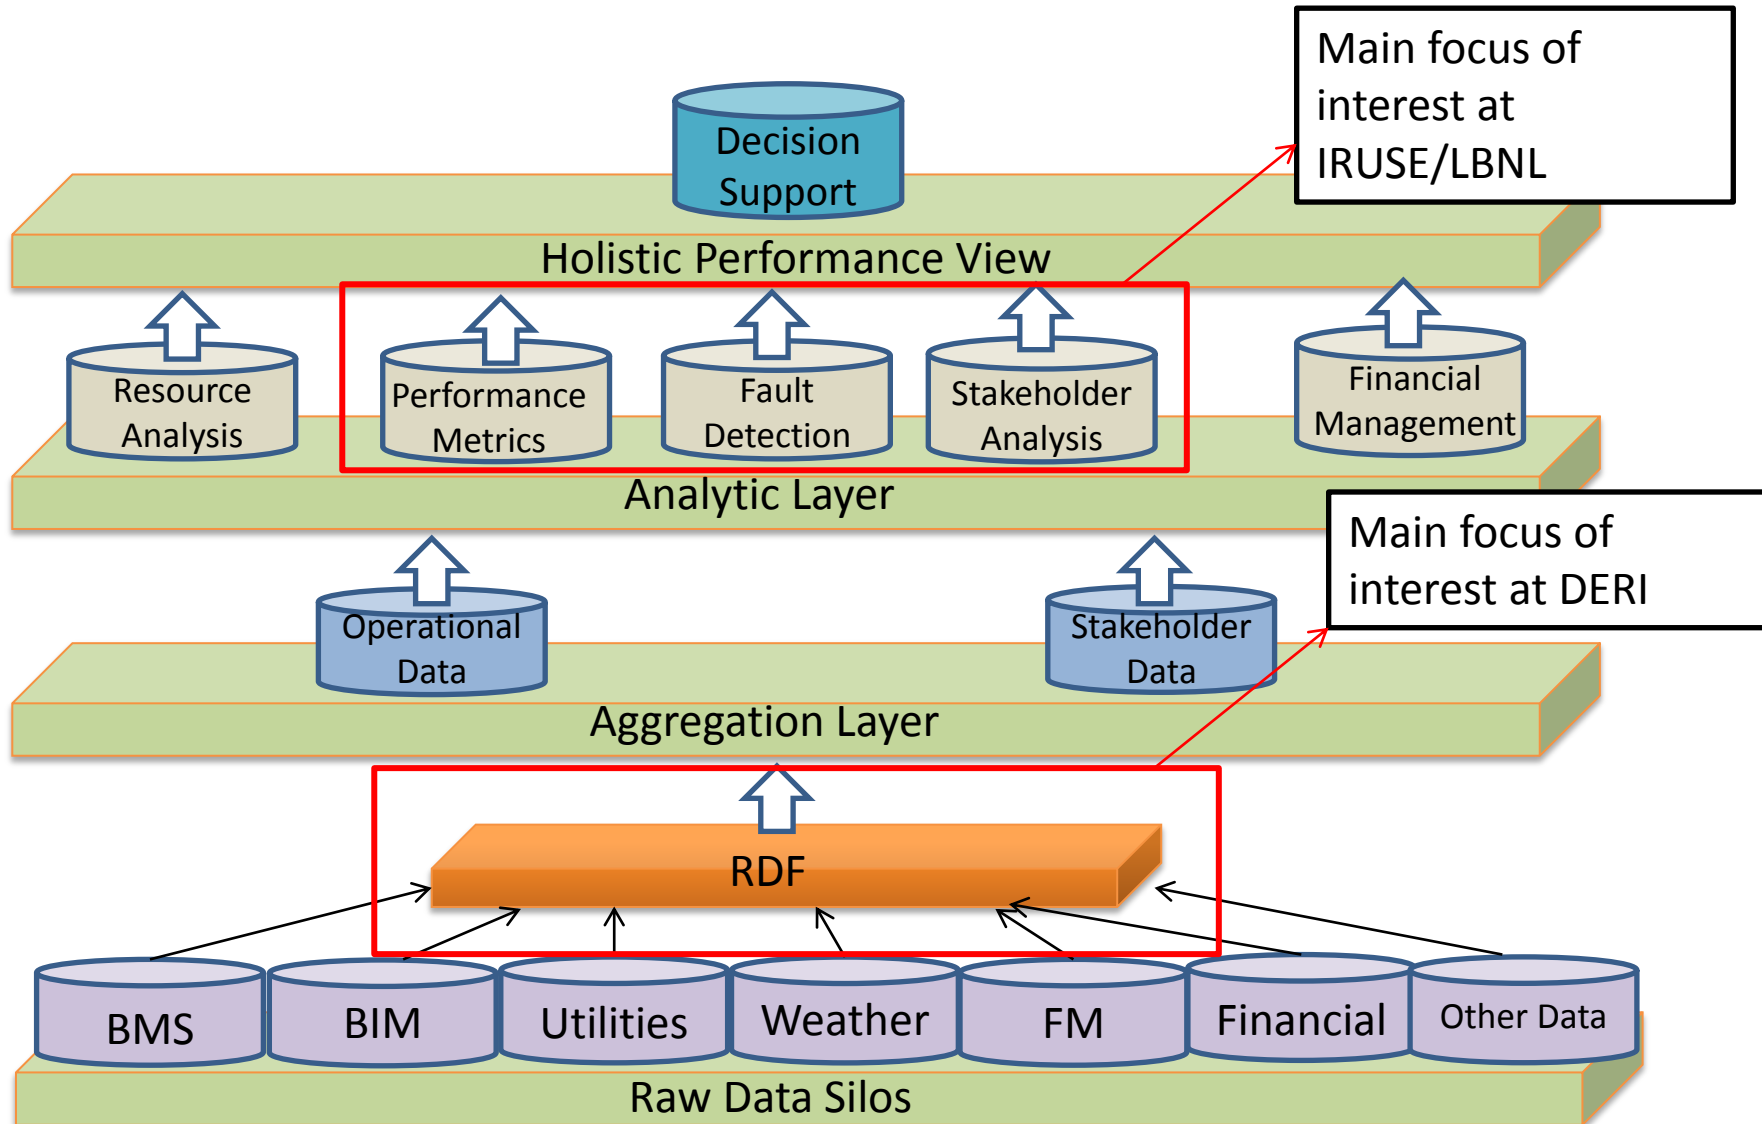 Main focus of
interest at
IRUSE/LBNL
Decision
Support
Holistic Performance View
Resource
Analysis
Performance
Metrics
Fault
Detection
Stakeholder
Analysis
Financial
Management
Analytic Layer
Main focus of
interest at DERI
Operational
Data
Stakeholder
Data
Aggregation Layer
RDF
BMS
BIM
Utilities
Weather
FM
Financial
Other Data
Raw Data Silos